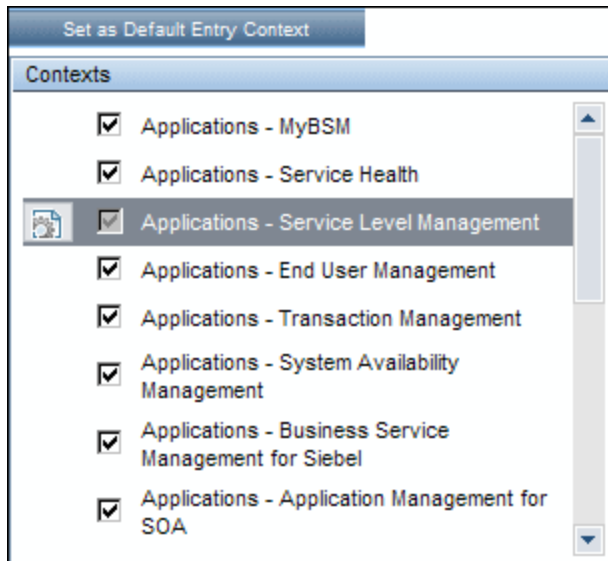 Set as Default Entry Context
Contexts
Applications - MyBSM
Applications - Service Health
Applications - Service Level Management
Applications - End User Management
Applications - Transaction Management
Applications - System Availability
Management
Applications - Business Service
Management for Siebel
Applications - Application Management for
SOA